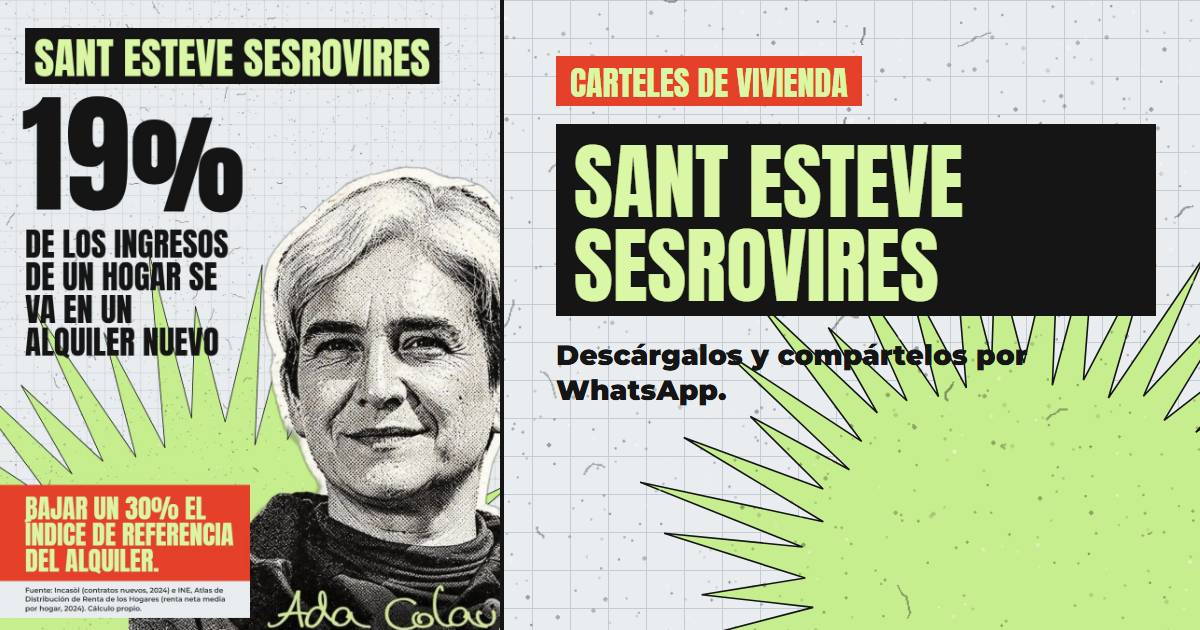 SANT ESTEVE SESROVIRES
19%
DE LOS INGRESOS
DE UN HOGAR SE
VA EN UN
ALQUILER NUEVO
BAJAR UN 30% EL
ÍNDICE DE REFERENCIA
DEL ALQUILER.
Fuente: Incasòl (contratos nuevos, 2024) e INE, Atlas de
Distribución de Renta de los Hogares (renta neta media
por hogar, 2024). Cálculo propio.
Ada Colau
CARTELES DE VIVIENDA
SANT ESTEVE
SESROVIRES
Descárgalos y compártelos por
WhatsApp.